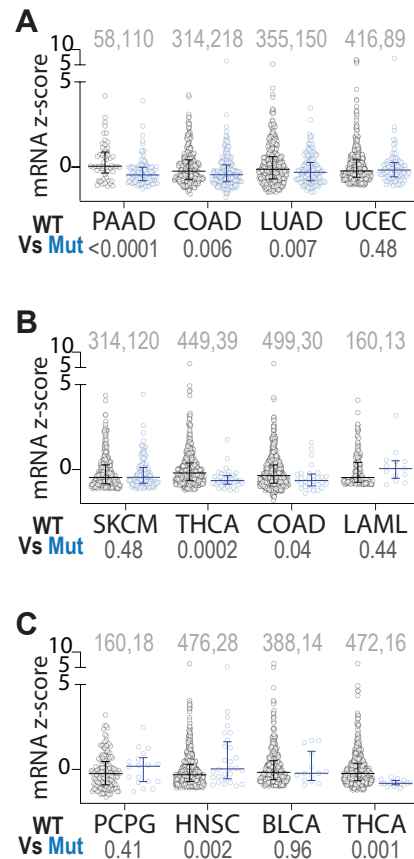 A
58,110 314,218 355,150 416,89
mRNA z-score
10
5
0
WT PAAD COAD LUAD UCEC
Vs Mut <0.0001 0.006 0.007 0.48
B
314,120 449,39 499,30 160,13
mRNA z-score
10
5
0
WT SKCM THCA COAD LAML
Vs Mut 0.48 0.0002 0.04 0.44
C
160,18 476,28 388,14 472,16
mRNA z-score
10
5
0
WT PCPG HNSC BLCA THCA
Vs Mut 0.41 0.002 0.96 0.001